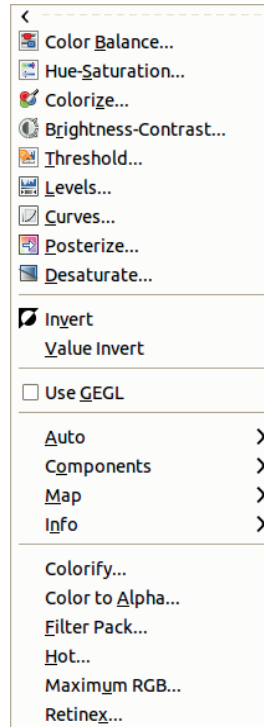 Color Balance...
Hue-Saturation...
Colorize...
Brightness-Contrast...
Threshold...
Levels...
Curves...
Posterize...
Desaturate...
Invert
Value Invert
Use GEGL
Auto
Components
Map
Info
Colorify...
Color to Alpha...
Filter Pack...
Hot...
Maximum RGB...
Retinex...